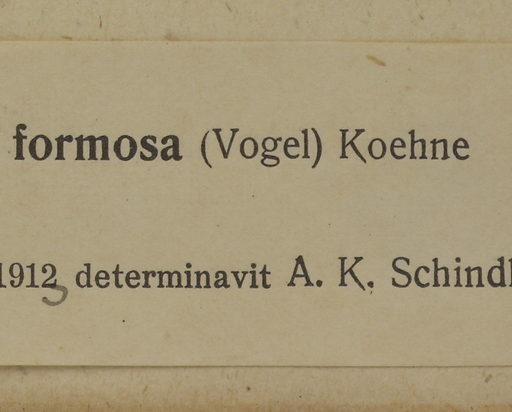 formosa (Vogel) Koehne
1912 determinavit A. K. Schindl